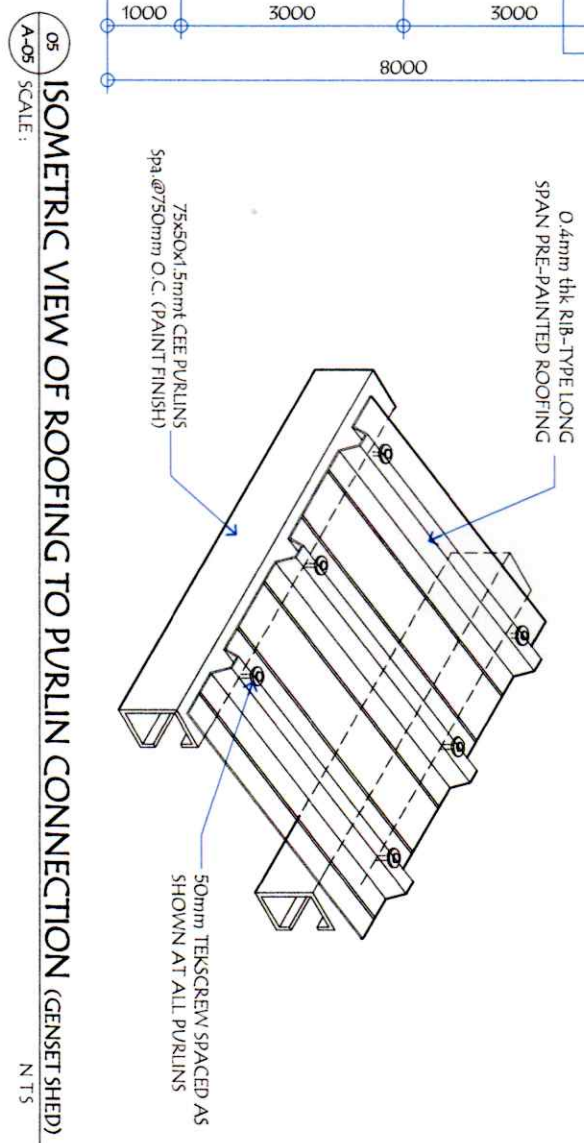 1000
3000
3000
8000
0.4mm thk RIB-TYPE LONG
SPAN PRE-PAINTED ROOFING
75x50x1.5mmt CEE PURLINS
Spa.@750mm O.C. (PAINT FINISH)
50mm TEKSCREW SPACED AS
SHOWN AT ALL PURLINS
05
A-05
ISOMETRIC VIEW OF ROOFING TO PURLIN CONNECTION (GENSET SHED)
SCALE :
NTS